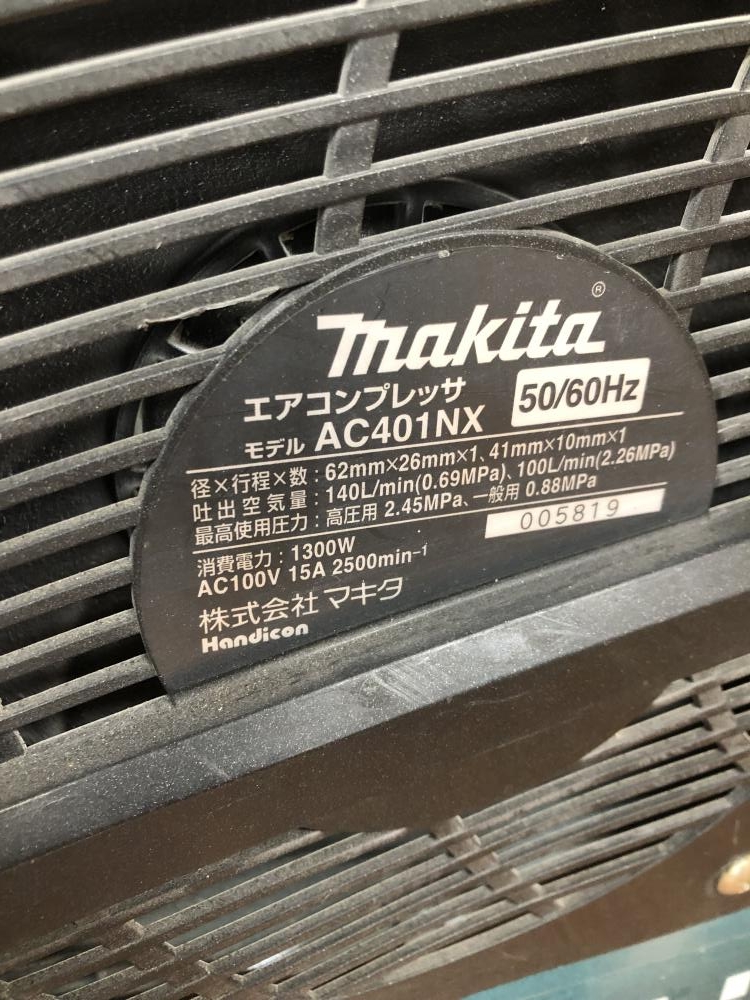 makita®
エアコンプレッサ
50/60Hz
モデル AC401NX
径×行程×数：62mm×26mm×1、41mm×10mm×1
吐出空気量：140L/min(0.69MPa)、100L/min(2.26MPa)
最高使用圧力：高圧用 2.45MPa、一般用 0.88MPa
005819
消費電力：1300W
AC100V 15A 2500min⁻¹
株式会社 マキタ
Handicon